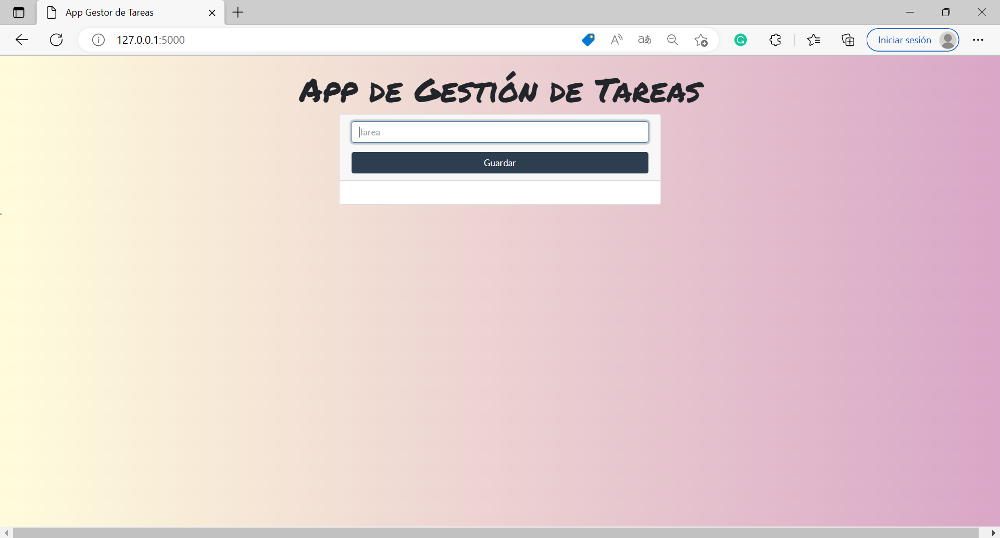 App Gestor de Tareas
127.0.0.1:5000
Iniciar sesión
App de Gestión de Tareas
Tarea
Guardar
.